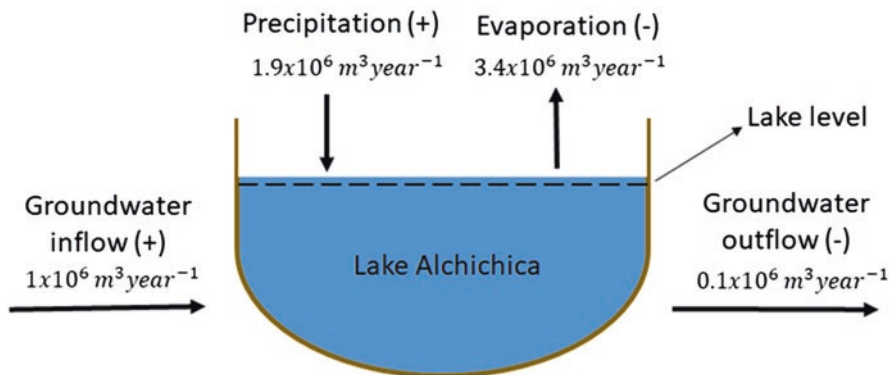 Precipitation (+)
1.9x10⁶ m³year⁻¹
Evaporation (-)
3.4x10⁶ m³year⁻¹
Lake level
Groundwater
inflow (+)
1x10⁶ m³year⁻¹
Lake Alchichica
Groundwater
outflow (-)
0.1x10⁶ m³year⁻¹